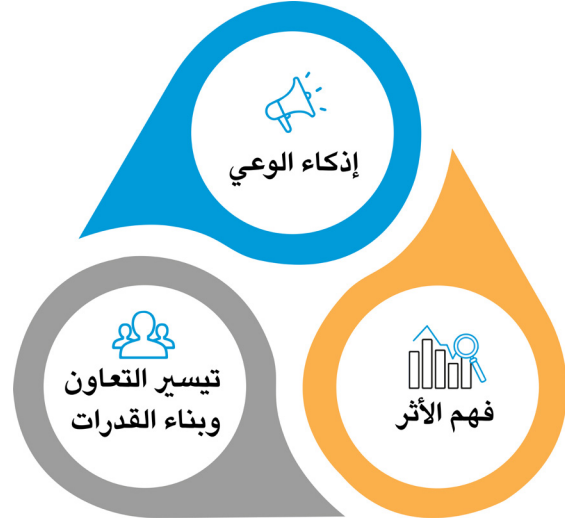 إذكاء الوعي
فهم الأثر
تيسير التعاون
وبناء القدرات